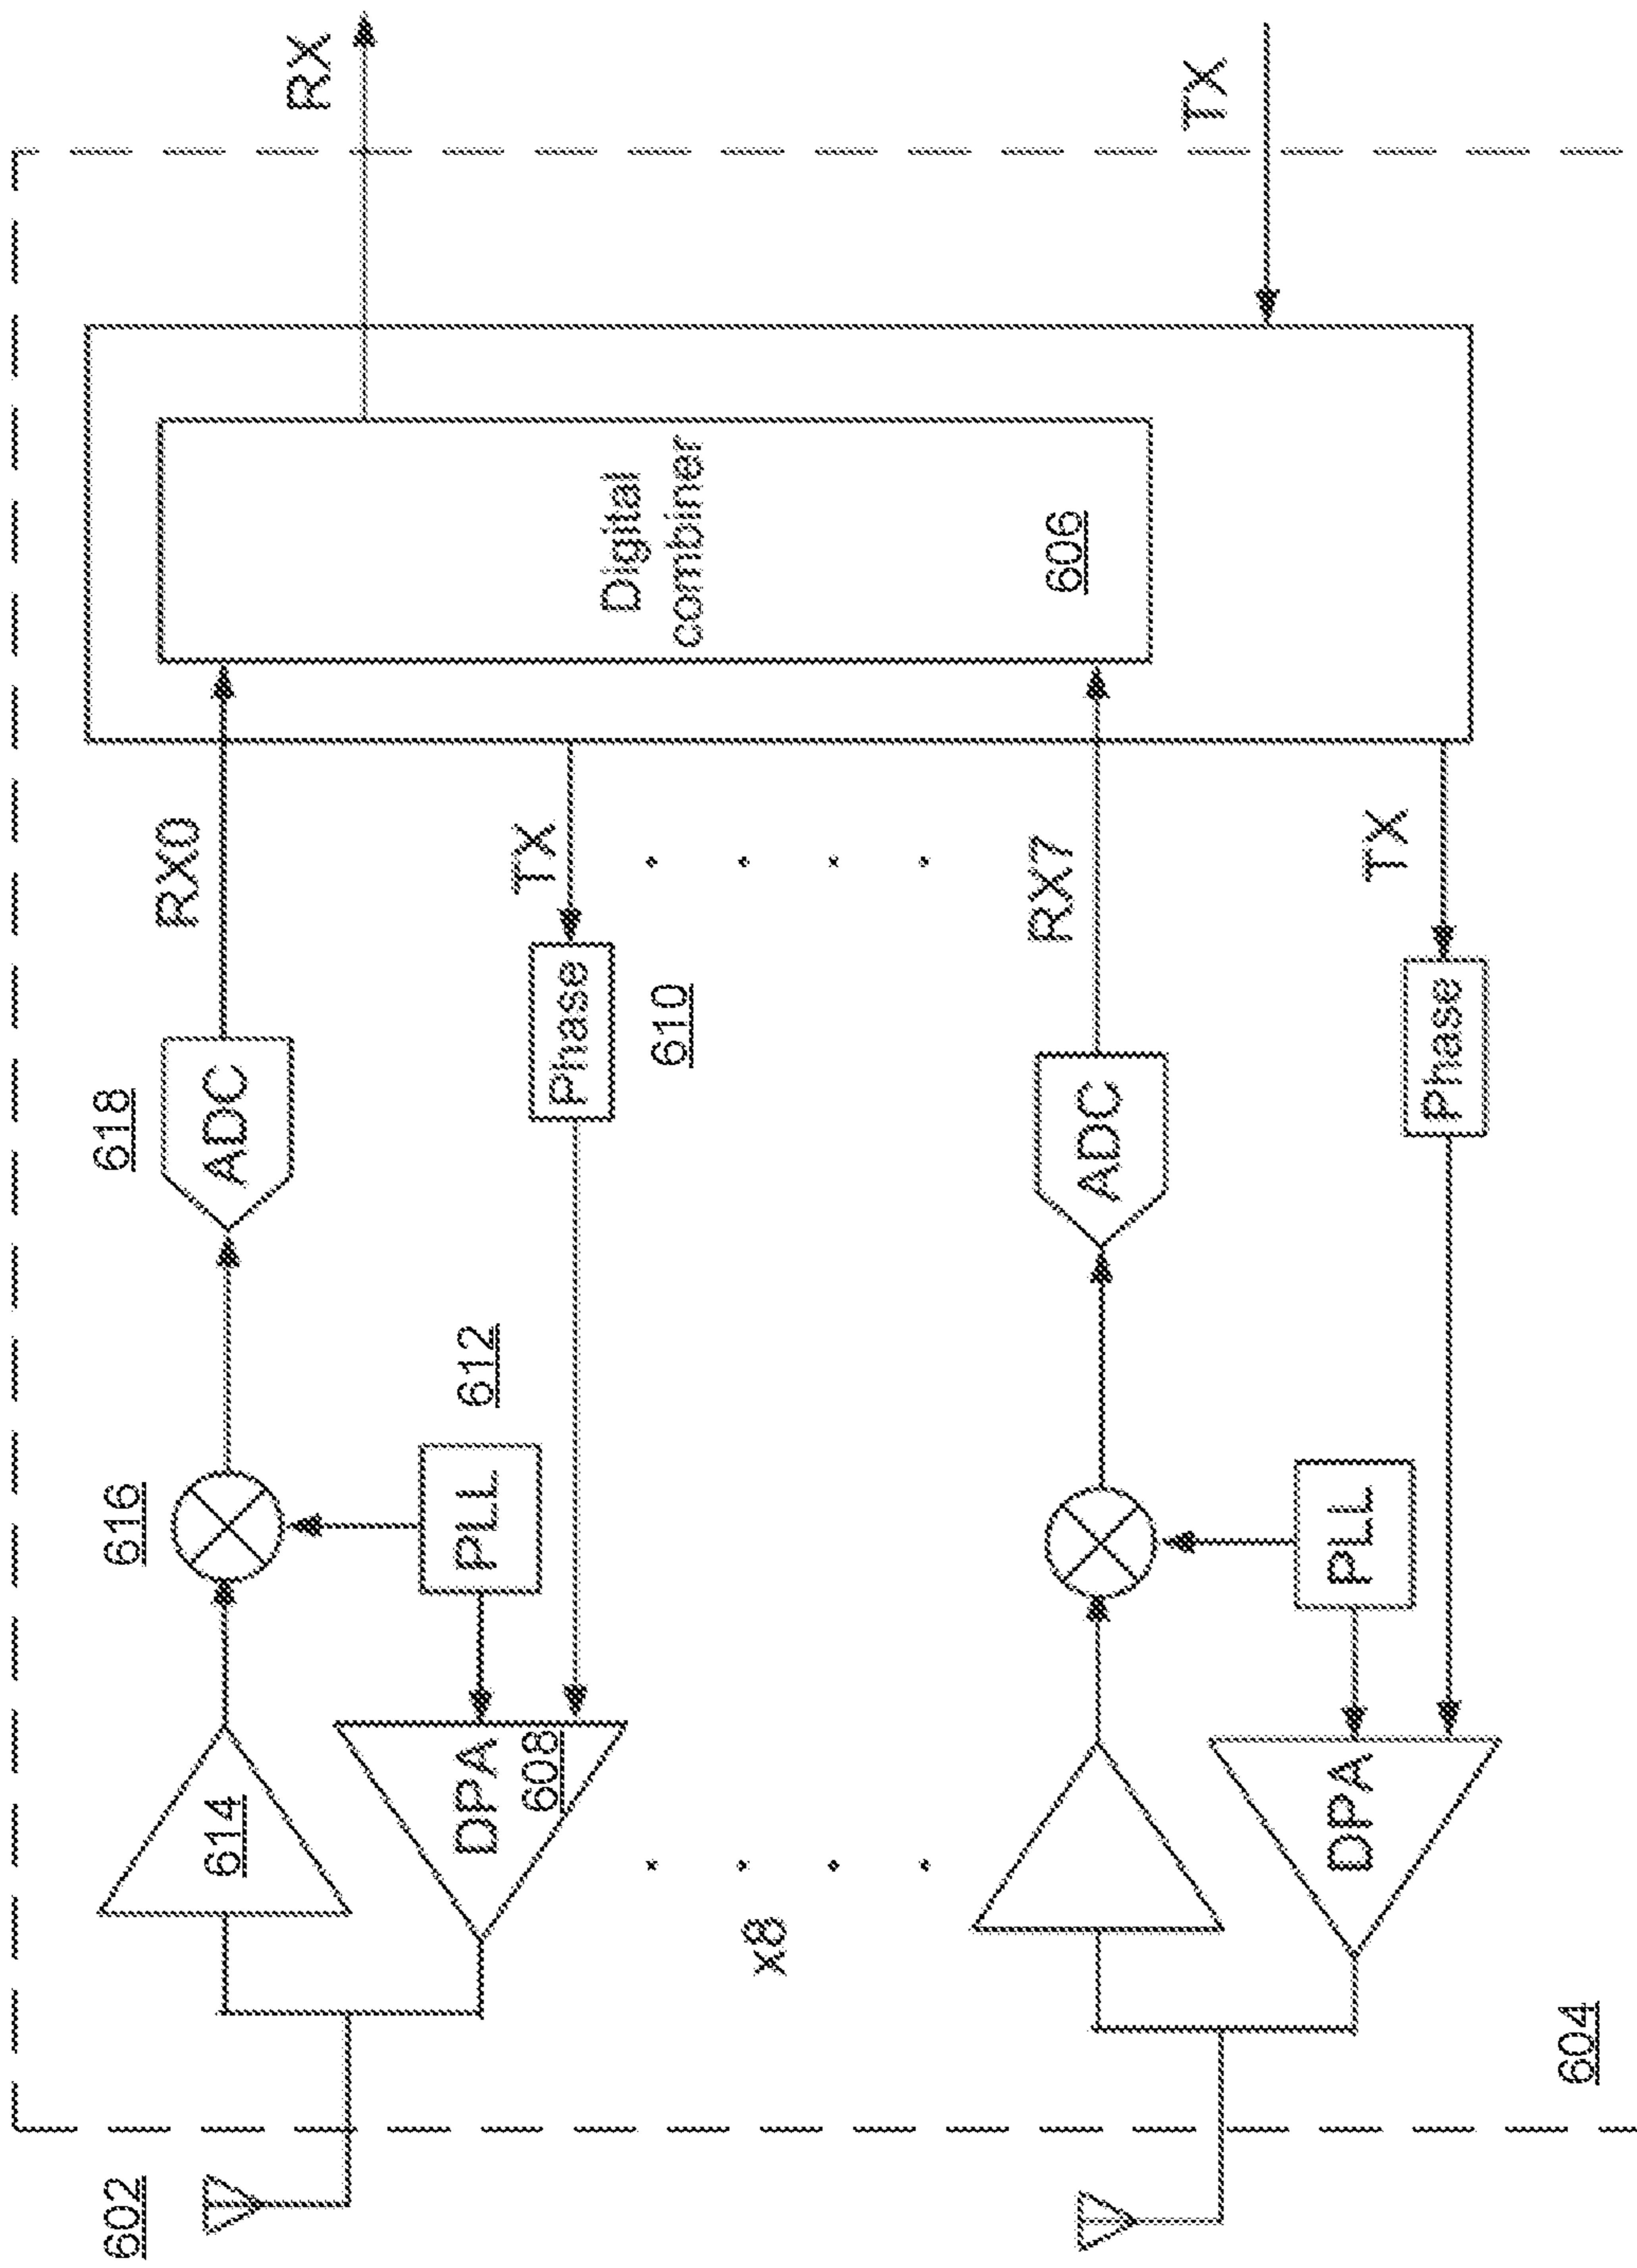 602
614
616
618
ADC
RX0
RX
DPA
608
PLL
612
Phase
610
TX
Digital
combiner
606
x8
ADC
RX7
DPA
PLL
Phase
TX
TX
604